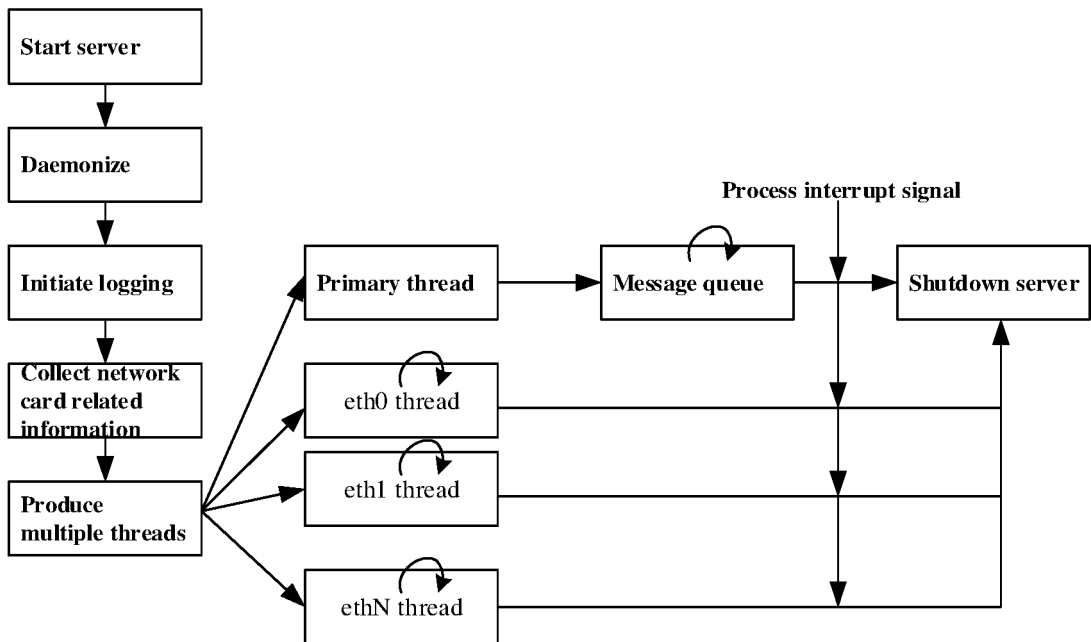 Start server
Daemonize
Process interrupt signal
Initiate logging
Primary thread
Message queue
Shutdown server
Collect network
card related
information
eth0 thread
eth1 thread
Produce
multiple threads
ethN thread